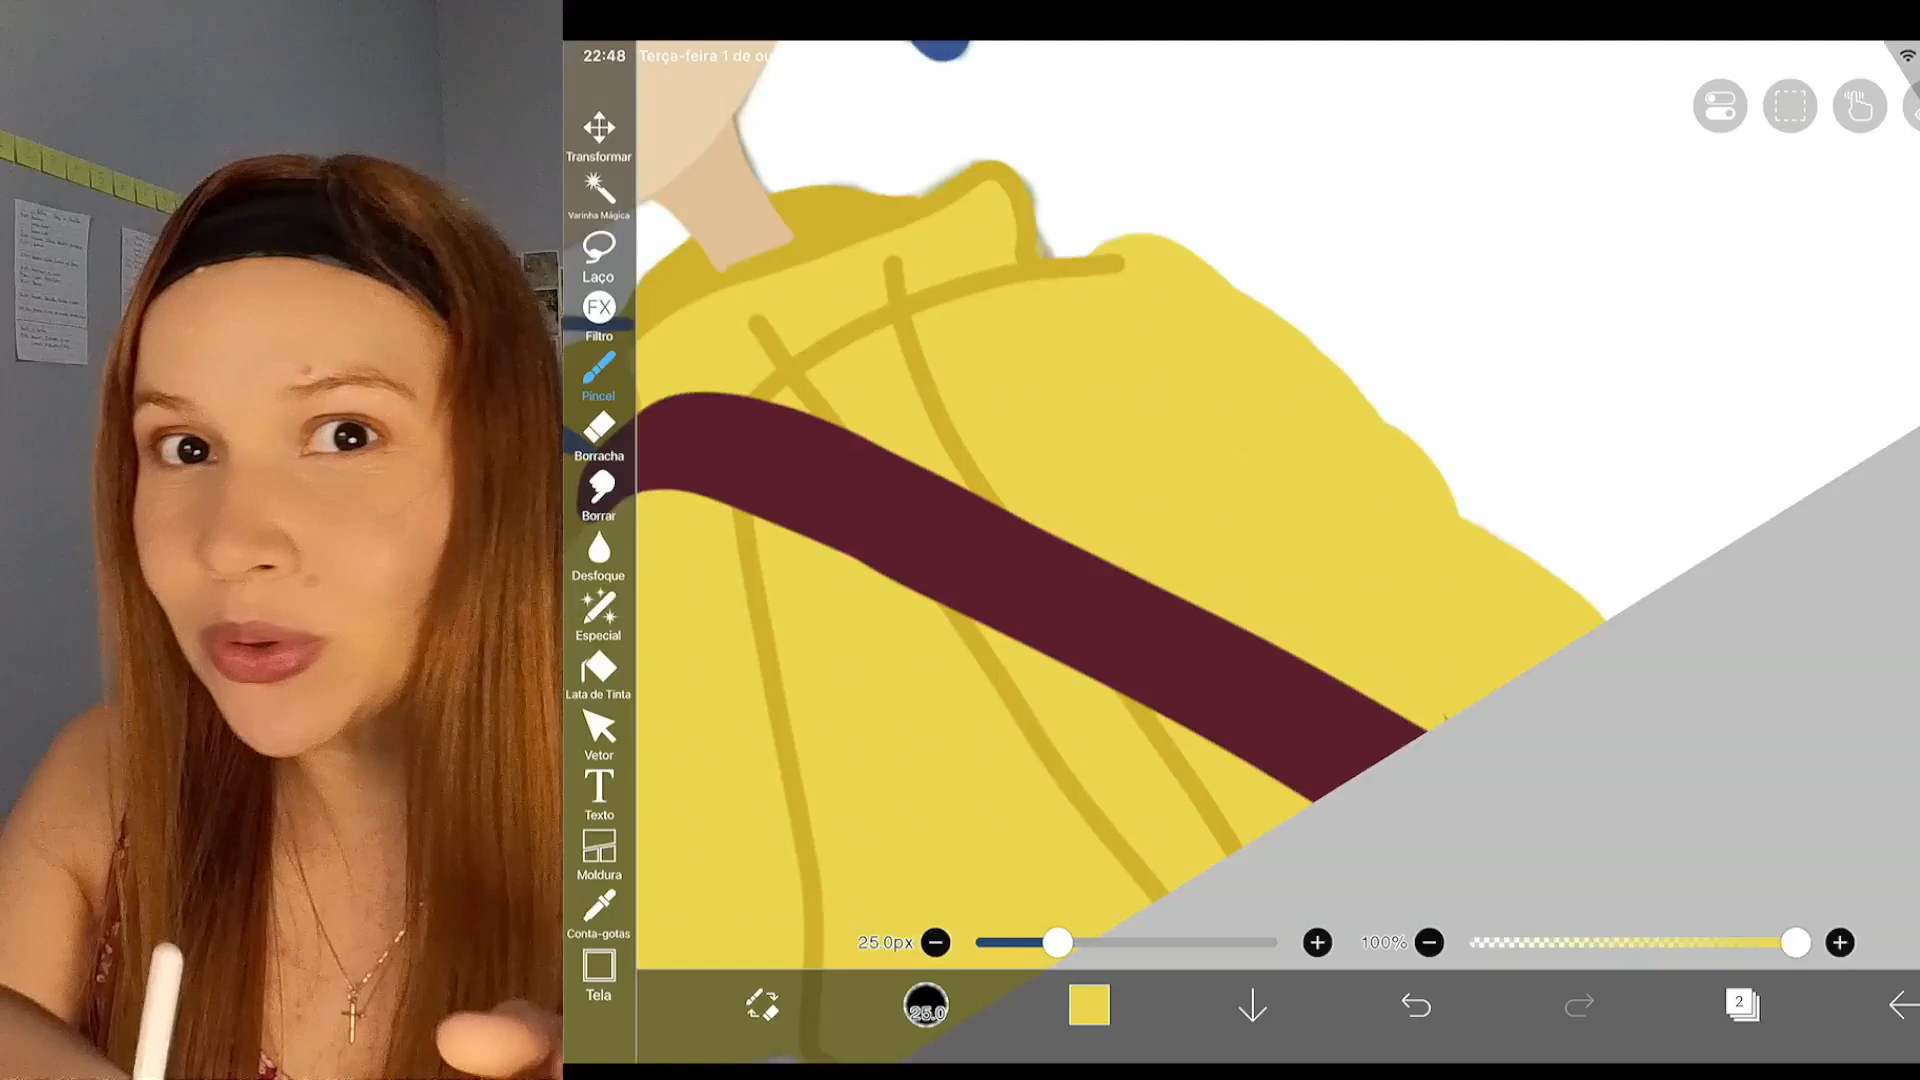 22:48 Terça-feira 1 de ou
Transformar
Varinha Mágica
Laço
FX
Filtro
Pincel
Borracha
Borrar
Desfoque
Especial
Lata de Tinta
Vetor
T
Texto
Moldura
Conta-gotas
Tela
25.0px
100%
25.0
2